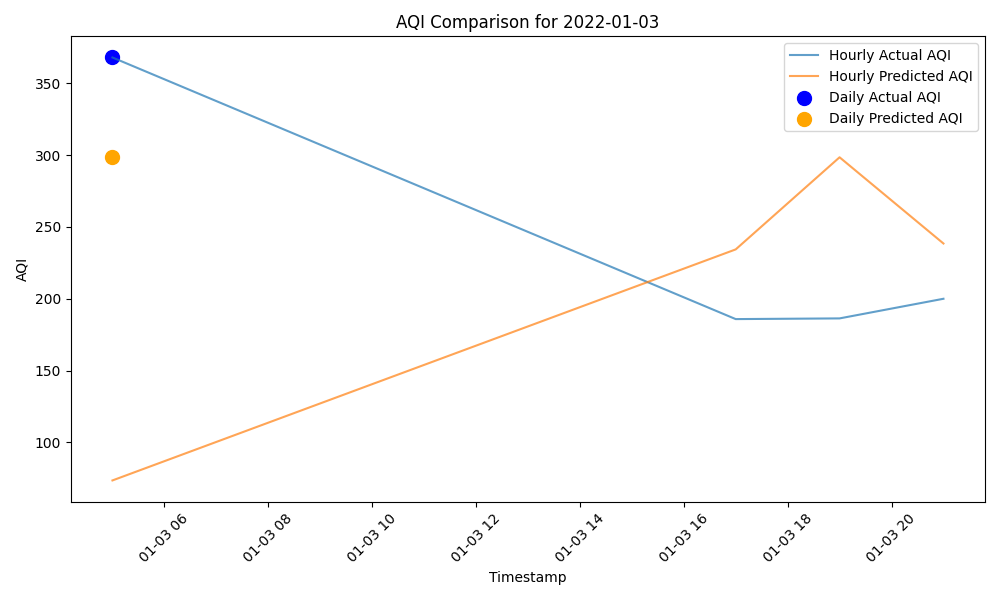 AQI Comparison for 2022-01-03
Hourly Actual AQI
Hourly Predicted AQI
Daily Actual AQI
Daily Predicted AQI
AQI
350
300
250
200
150
100
01-03 06
01-03 08
01-03 10
01-03 12
01-03 14
01-03 16
01-03 18
01-03 20
Timestamp